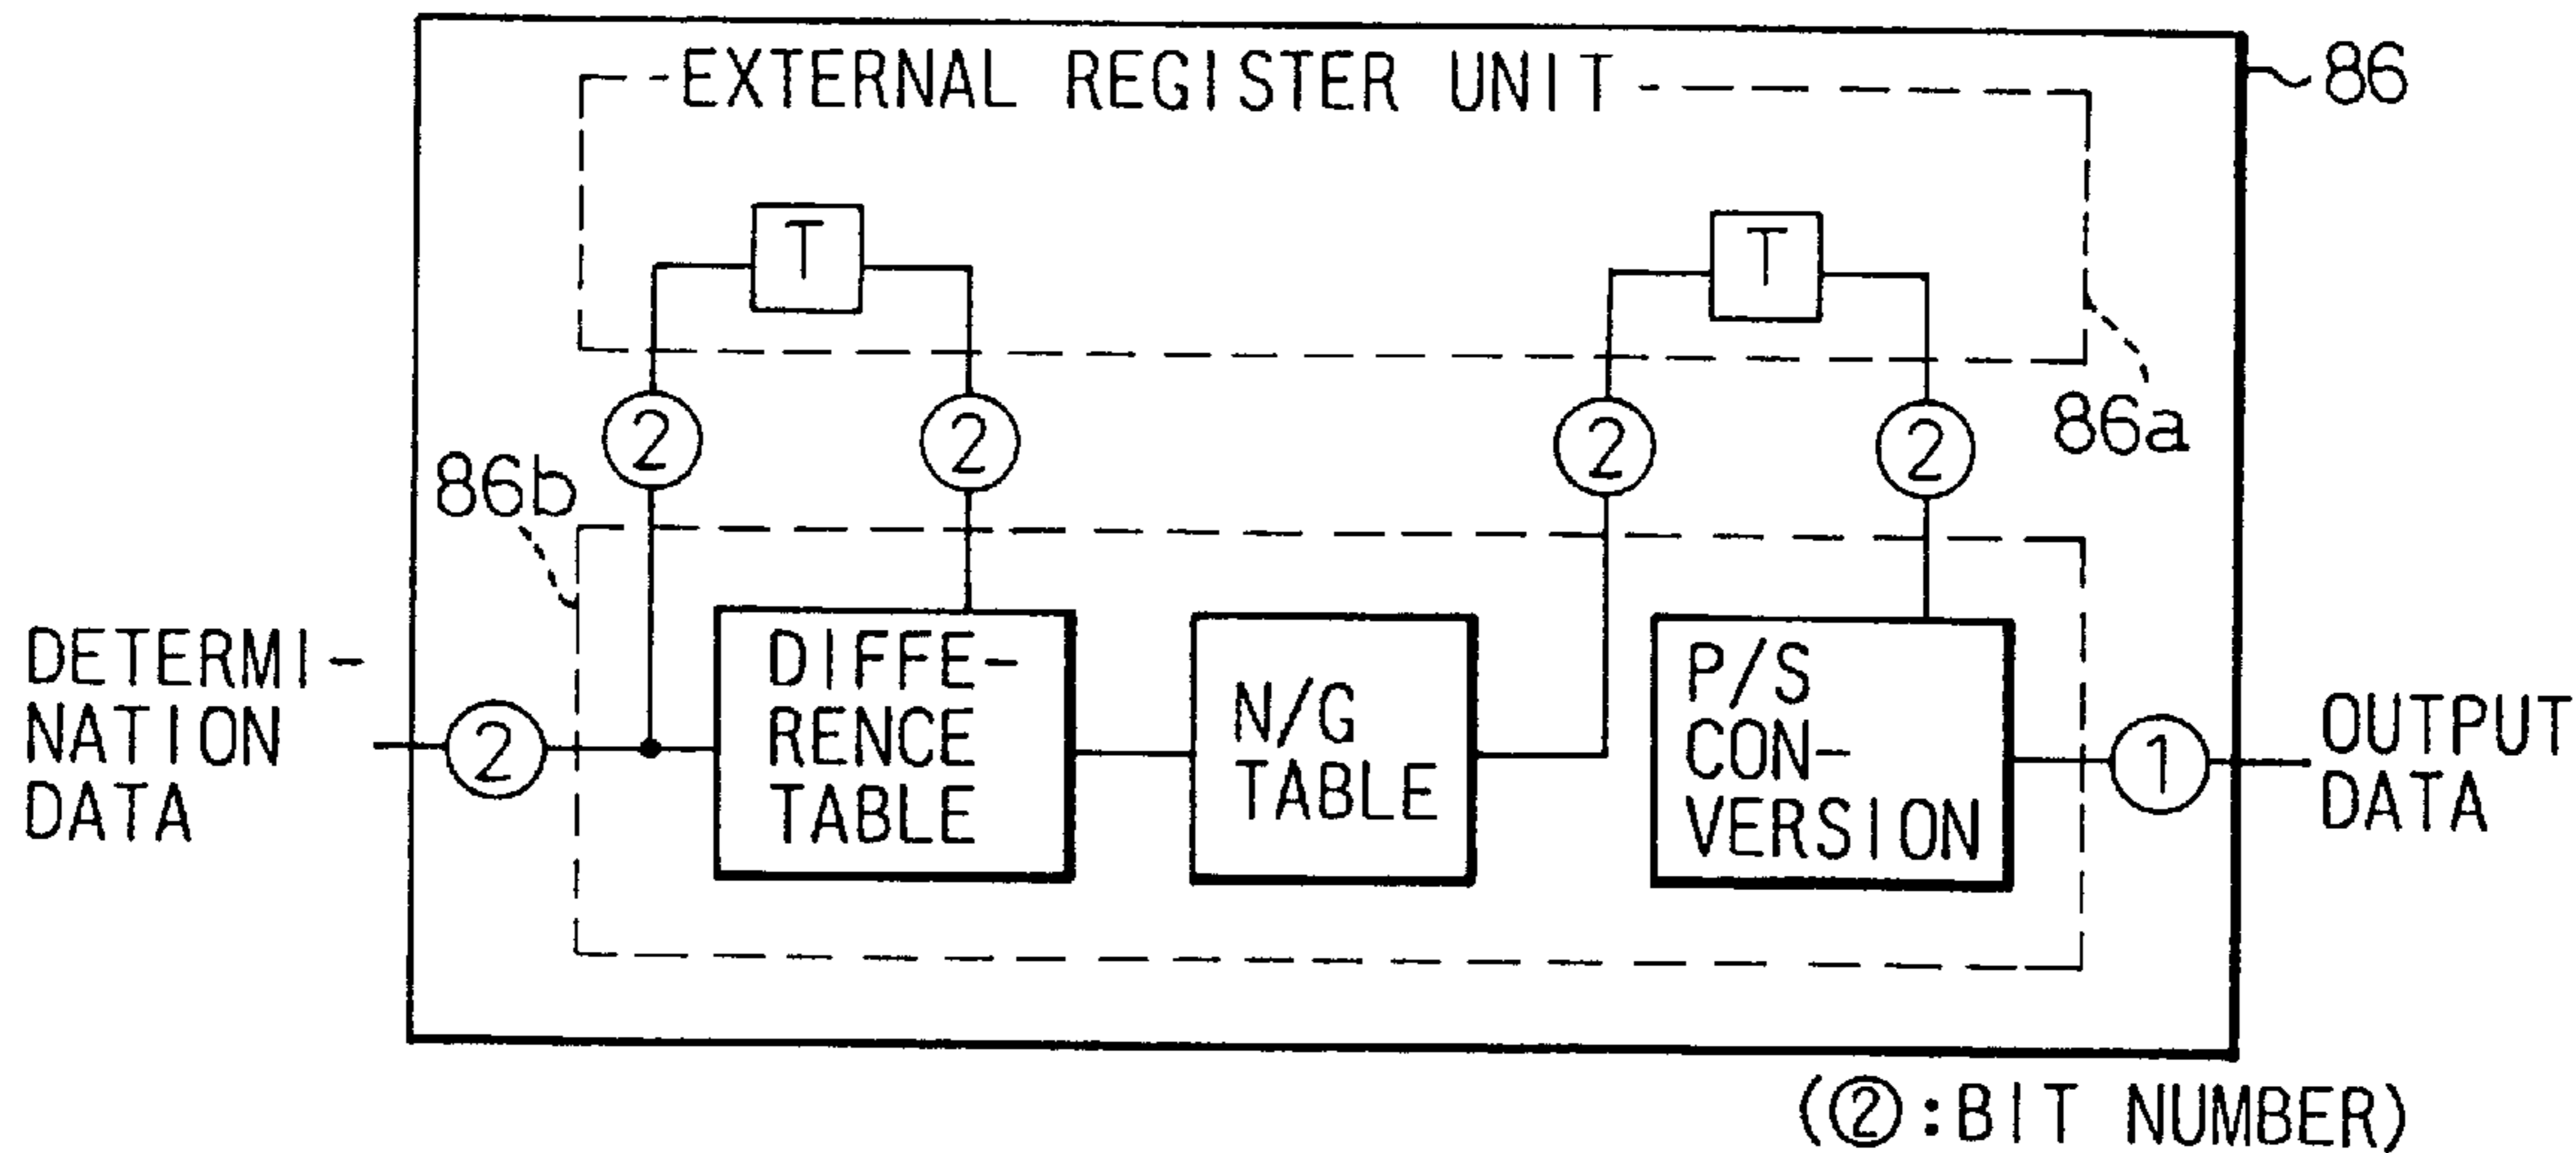 EXTERNAL REGISTER UNIT
86
T
T
2
2
2
2
86a
86b
DETERMI-
NATION
DATA
2
DIFFE-
RENCE
TABLE
N/G
TABLE
P/S
CON-
VERSION
1
OUTPUT
DATA
(②:BIT NUMBER)